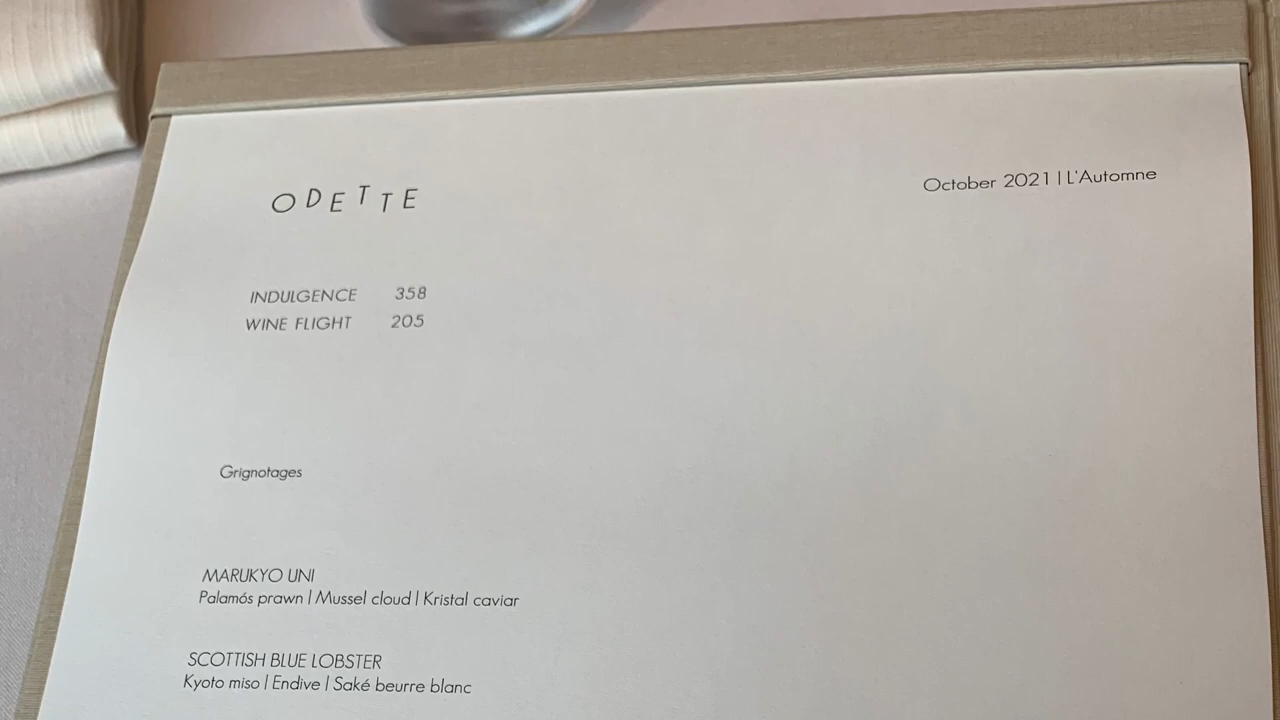 ODETTE
October 2021 | L'Automne
INDULGENCE 358
WINE FLIGHT 205
Grignotages
MARUKYO UNI
Palamós prawn | Mussel cloud | Kristal caviar
SCOTTISH BLUE LOBSTER
Kyoto miso | Endive | Saké beurre blanc